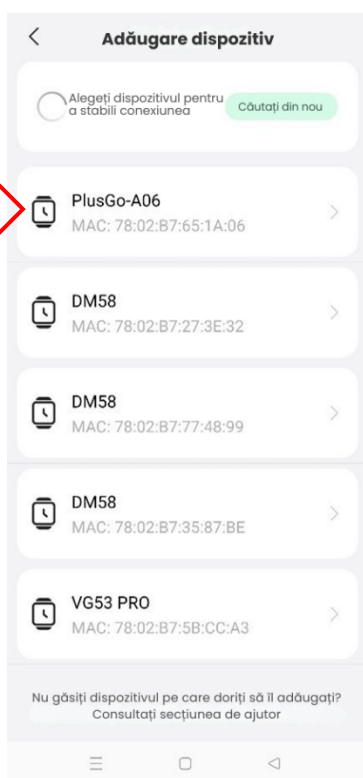 Adăugare dispozitiv
Alegeți dispozitivul pentru
a stabili conexiunea
Căutați din nou
PlusGo-A06
MAC: 78:02:B7:65:1A:06
DM58
MAC: 78:02:B7:27:3E:32
DM58
MAC: 78:02:B7:77:48:99
DM58
MAC: 78:02:B7:35:87:BE
VG53 PRO
MAC: 78:02:B7:5B:CC:A3
Nu găsiți dispozitivul pe care doriți să îl adăugați?
Consultați secțiunea de ajutor